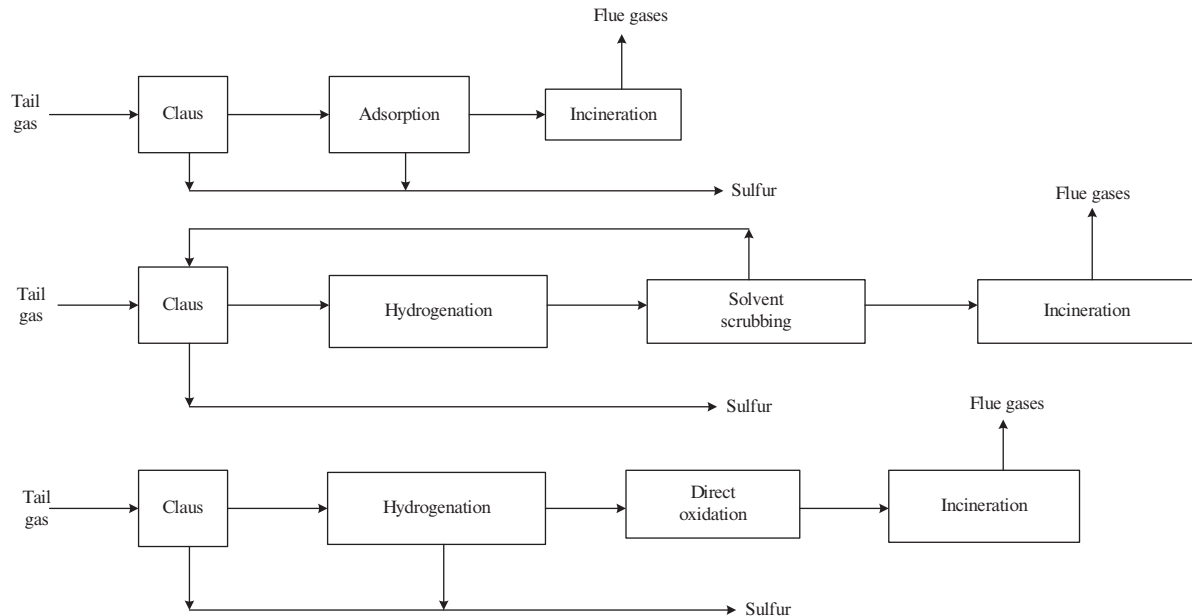 Flue gases
Tail
gas
Claus
Adsorption
Incineration
Sulfur
Flue gases
Tail
gas
Claus
Hydrogenation
Solvent
scrubbing
Incineration
Sulfur
Flue gases
Tail
gas
Claus
Hydrogenation
Direct
oxidation
Incineration
Sulfur